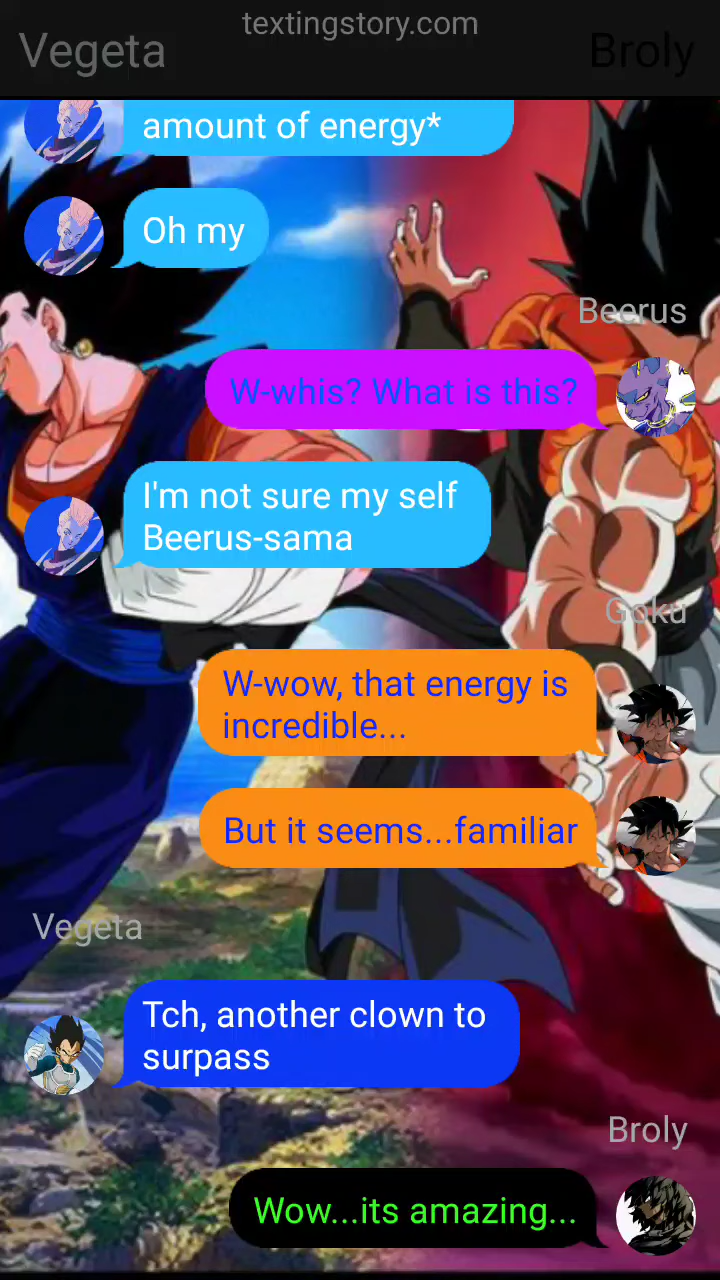 textingstory.com
Vegeta
Broly
amount of energy*
Oh my
Beerus
W-whis? What is this?
I'm not sure my self
Beerus-sama
Goku
W-wow, that energy is
incredible...
But it seems...familiar
Vegeta
Tch, another clown to
surpass
Broly
Wow...its amazing...